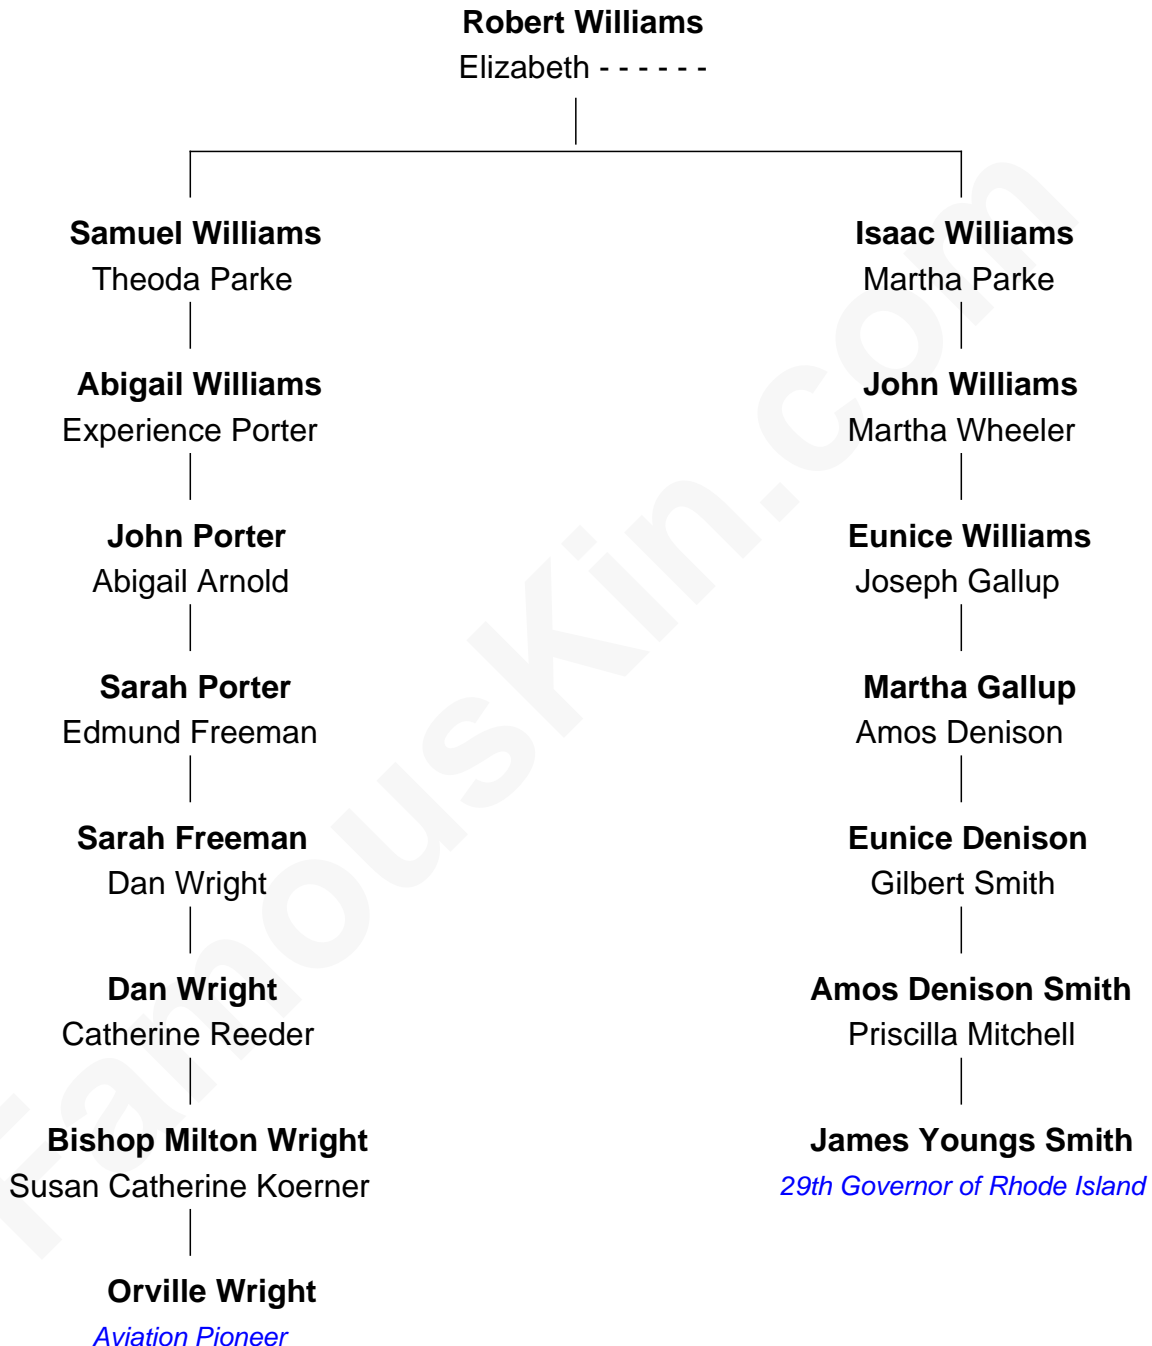 Robert Williams
Elizabeth - - - - - -
Samuel Williams
Theoda Parke
Isaac Williams
Martha Parke
Abigail Williams
Experience Porter
John Williams
Martha Wheeler
John Porter
Abigail Arnold
Eunice Williams
Joseph Gallup
Sarah Porter
Edmund Freeman
Martha Gallup
Amos Denison
Sarah Freeman
Dan Wright
Eunice Denison
Gilbert Smith
Dan Wright
Catherine Reeder
Amos Denison Smith
Priscilla Mitchell
Bishop Milton Wright
Susan Catherine Koerner
James Youngs Smith
29th Governor of Rhode Island
Orville Wright
Aviation Pioneer
FamousKin.com